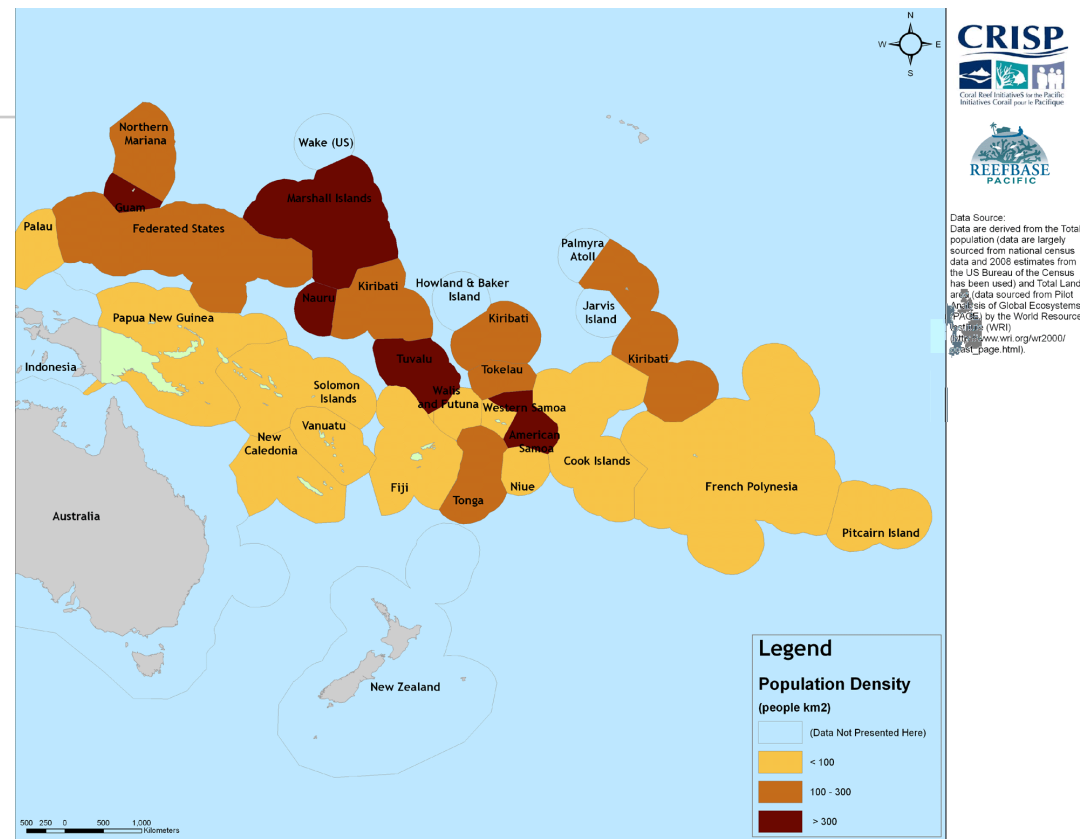 N
W E
S
CRISP
Coral Reef InitiativeS for the Pacific
Initiatives Corail pour le Pacifique
REEFBASE
PACIFIC
Data Source:
Data are derived from the Total
population (data are largely
sourced from national census
data and 2008 estimates from
the US Bureau of the Census
has been used) and Total Land
area (data sourced from Pilot
Analysis of Global Ecosystems
(PAGE) by the World Resource
(WRI)
Northern
Mariana
Wake (US)
Guam
Marshall Islands
Palau
Federated States
Palmyra
Atoll
Howland & Baker
Island
Kiribati
Nauru
Jarvis
Island
Papua New Guinea
Kiribati
Indonesia
Tuvalu
Kiribati
Tokelau
Solomon
Islands
Walis
and Futuna
Western Samoa
Vanuatu
American
Samoa
New
Caledonia
Cook Islands
Fiji
Niue
French Polynesia
Tonga
Australia
Pitcairn Island
New Zealand
Legend
Population Density
(people km2)
(Data Not Presented Here)
< 100
100 - 300
> 300
500 250 0 500 1,000
Kilometers